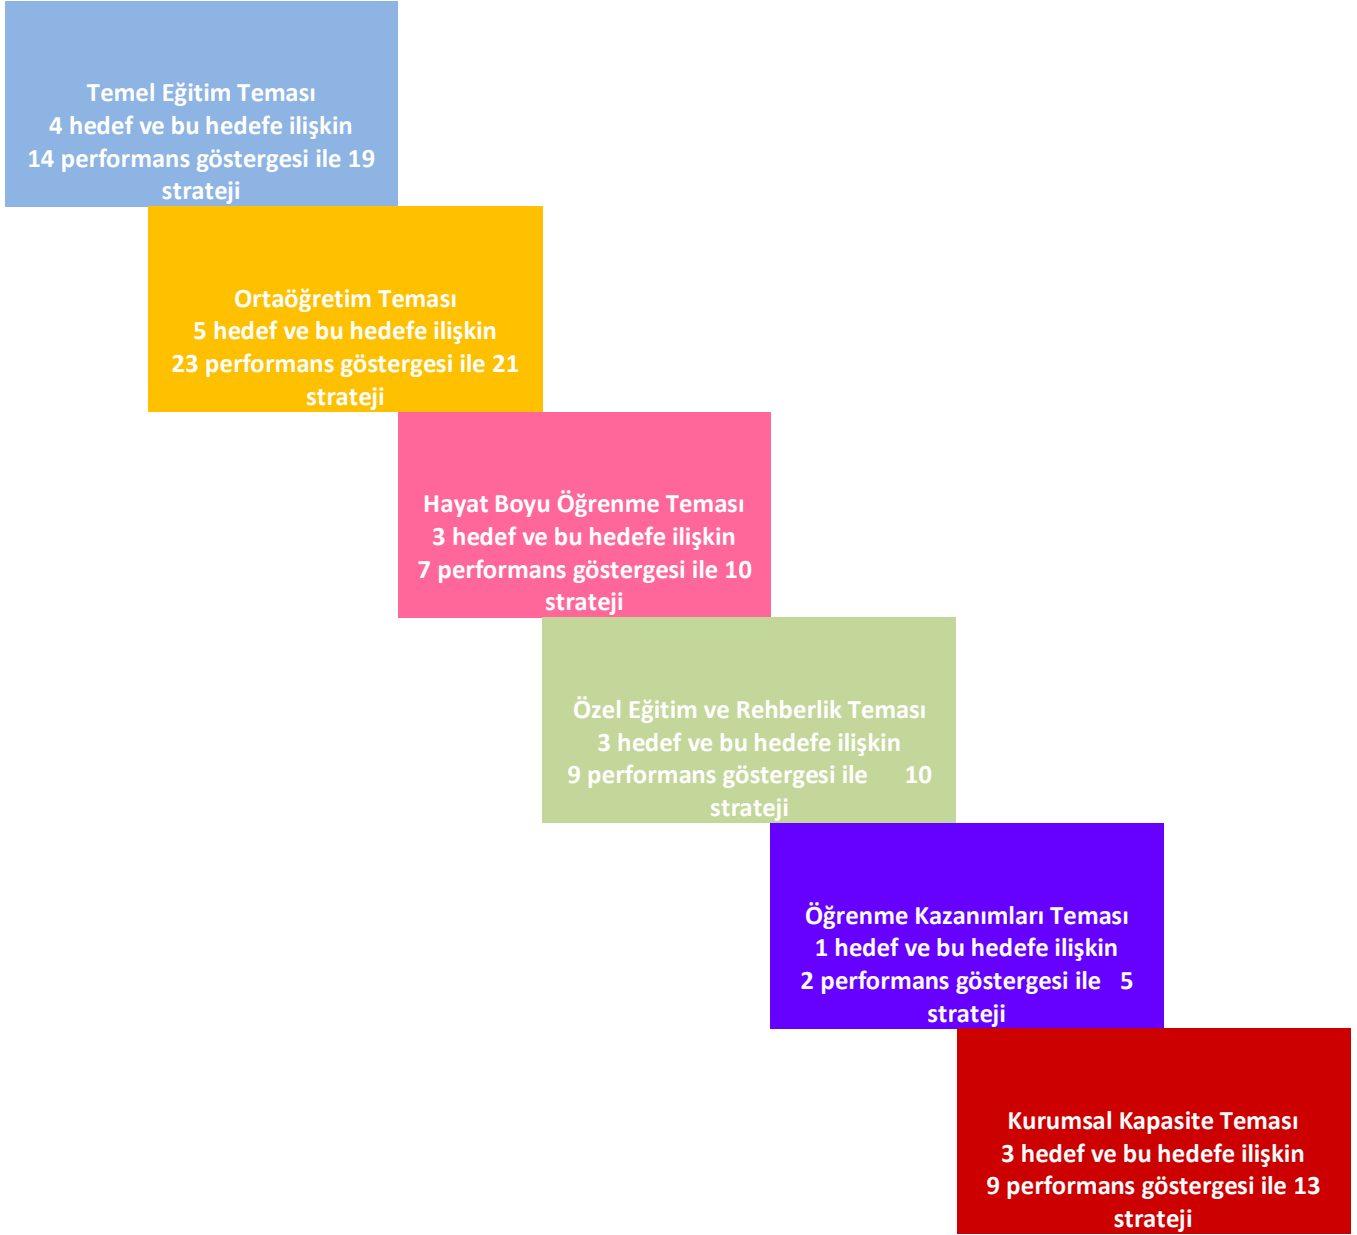 Temel Eğitim Teması
4 hedef ve bu hedefe ilişkin
14 performans göstergesi ile 19
strateji
Ortaöğretim Teması
5 hedef ve bu hedefe ilişkin
23 performans göstergesi ile 21
strateji
Hayat Boyu Öğrenme Teması
3 hedef ve bu hedefe ilişkin
7 performans göstergesi ile 10
strateji
Özel Eğitim ve Rehberlik Teması
3 hedef ve bu hedefe ilişkin
9 performans göstergesi ile 10
strateji
Öğrenme Kazanımları Teması
1 hedef ve bu hedefe ilişkin
2 performans göstergesi ile 5
strateji
Kurumsal Kapasite Teması
3 hedef ve bu hedefe ilişkin
9 performans göstergesi ile 13
strateji